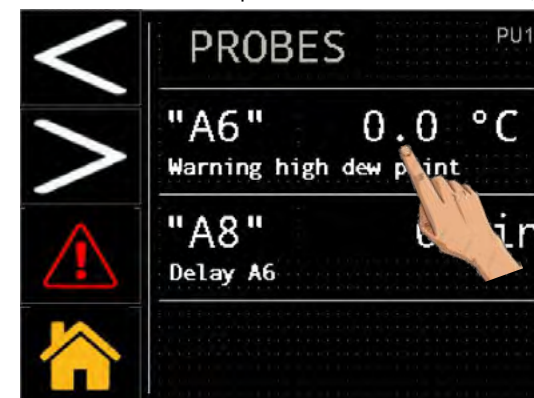 PROBES
PU1
"A6" 0.0 °C
Warning high dew point
"A8"
Delay A6